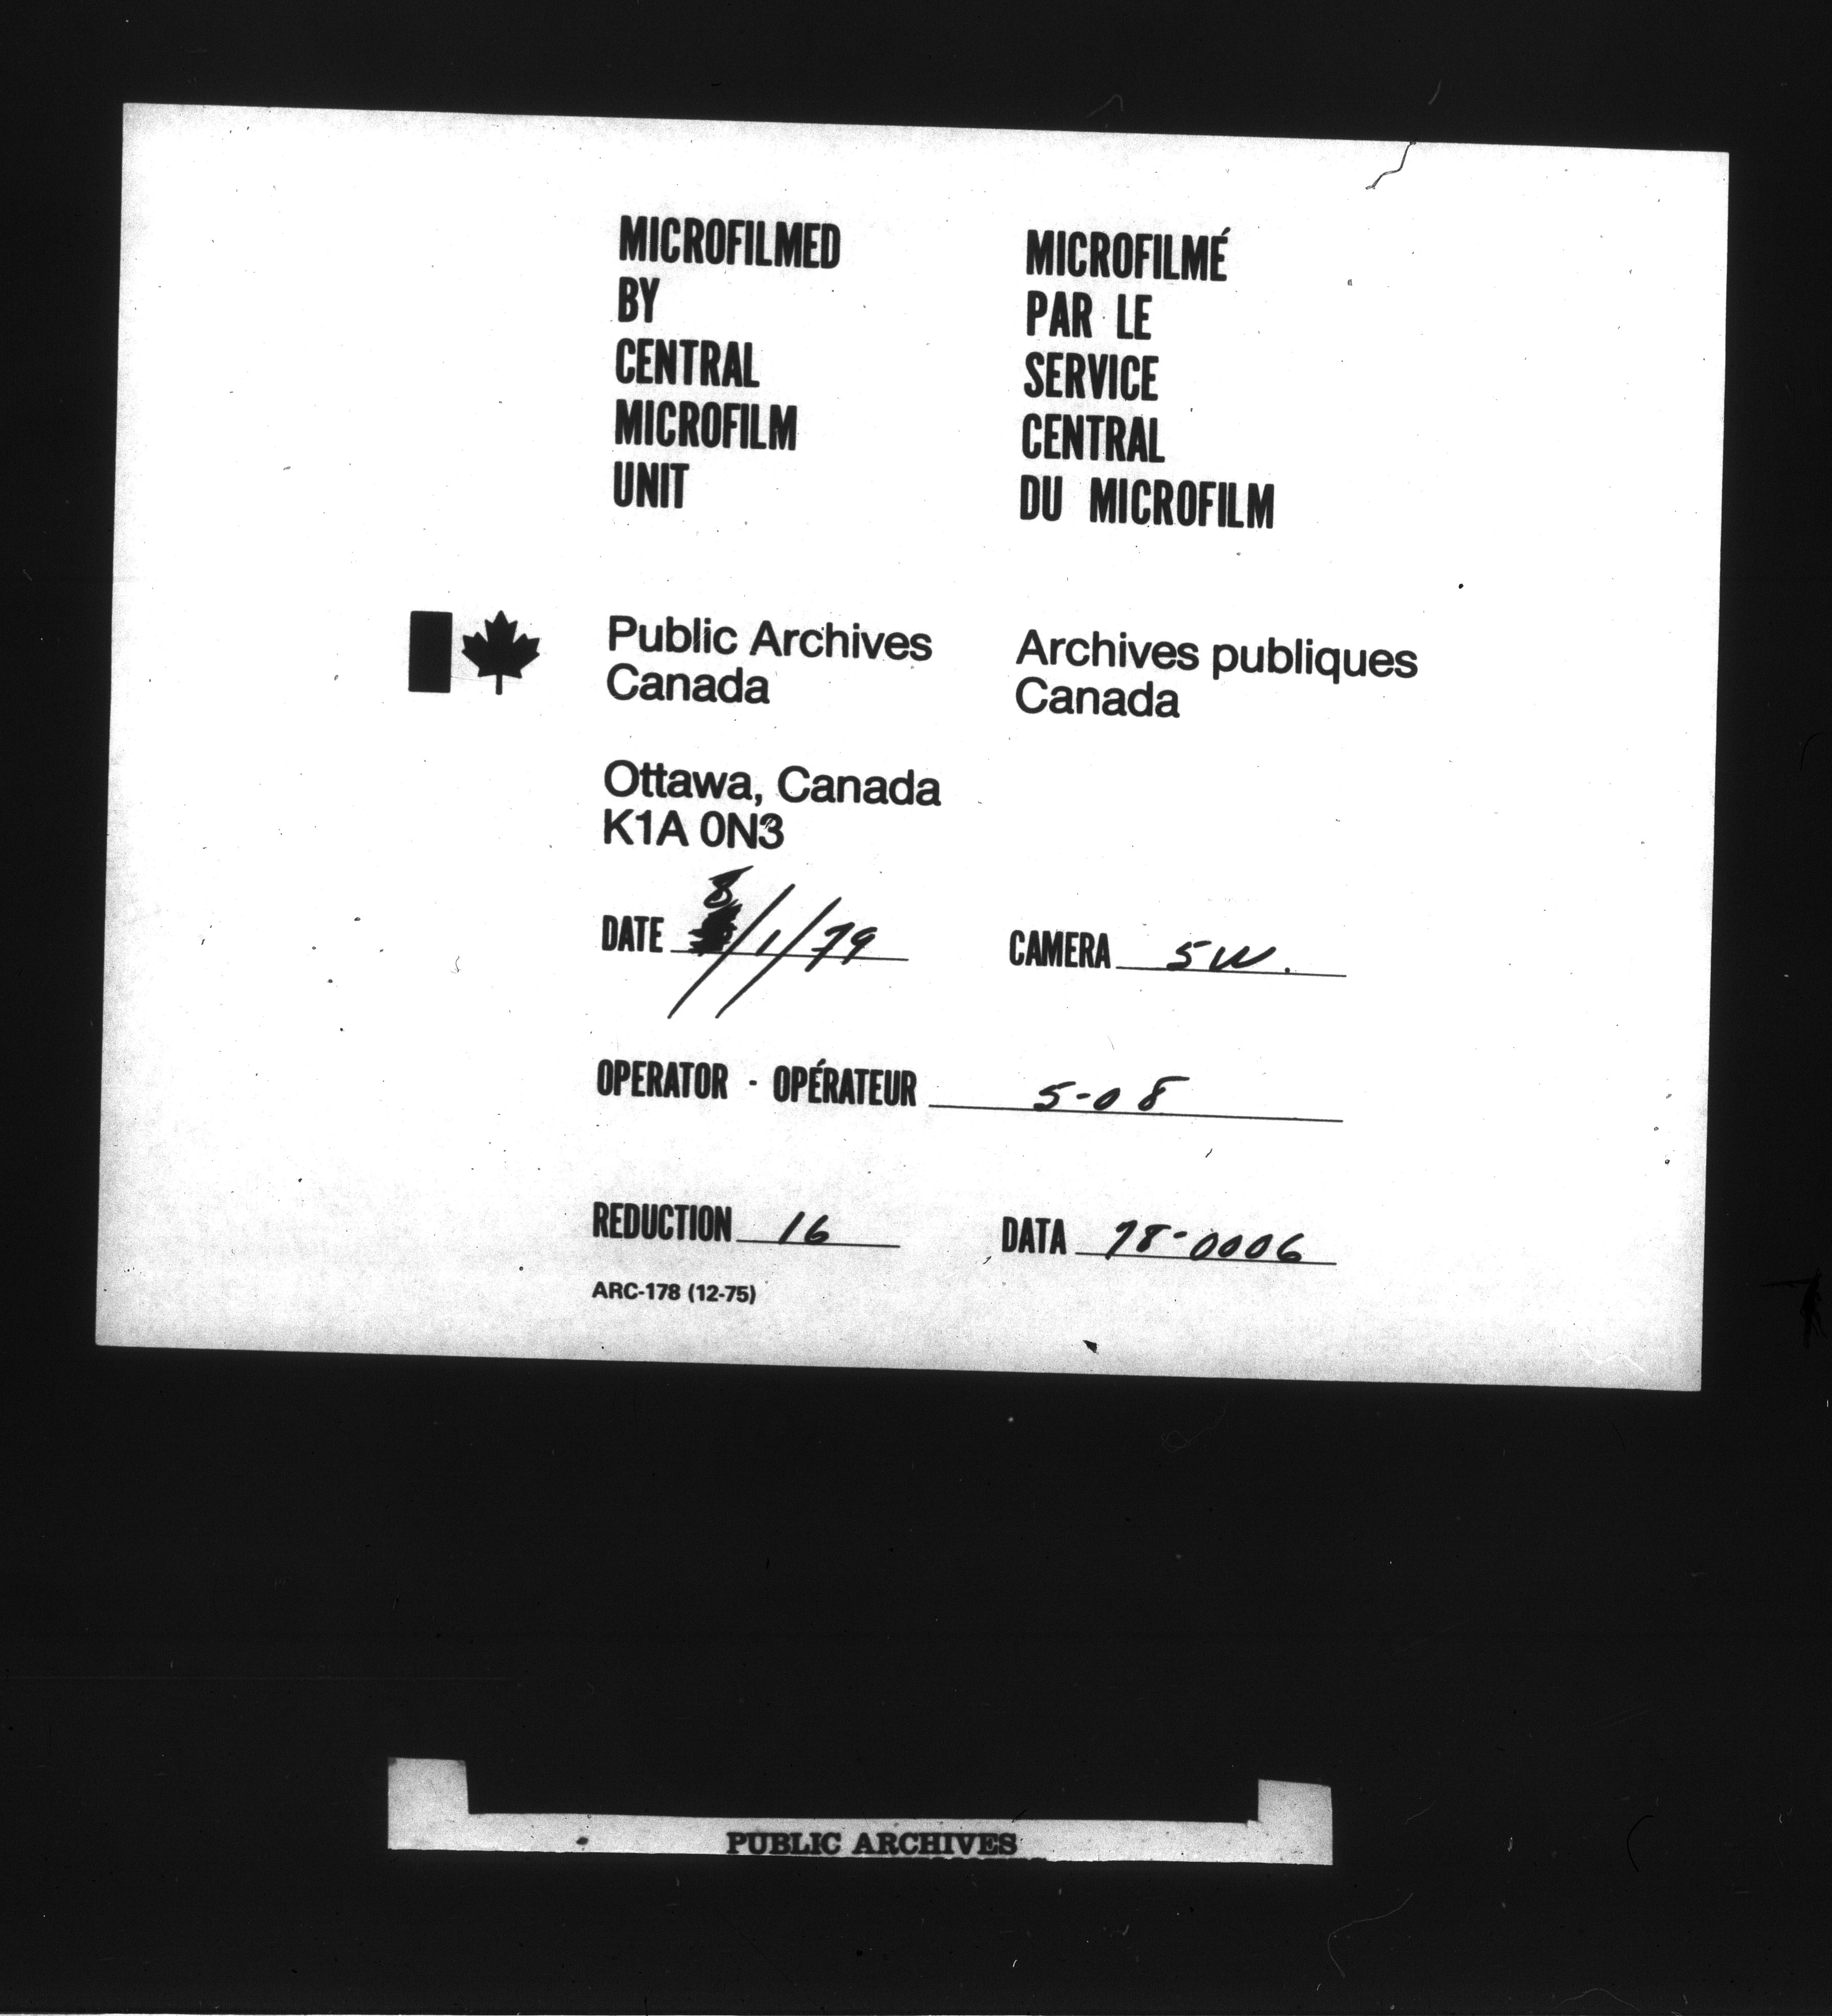 MICROFILMED
BY
CENTRAL
MICROFILM
UNIT
MICROFILMÉ
PAR LE
SERVICE
CENTRAL
DU MICROFILM
Public Archives
Canada
Archives publiques
Canada
Ottawa, Canada
K1A 0N3
DATE 8/1/79
CAMERA 5W.
OPERATOR - OPÉRATEUR 5-08
REDUCTION 16
DATA 78-0006
ARC-178 (12-75)
PUBLIC ARCHIVES